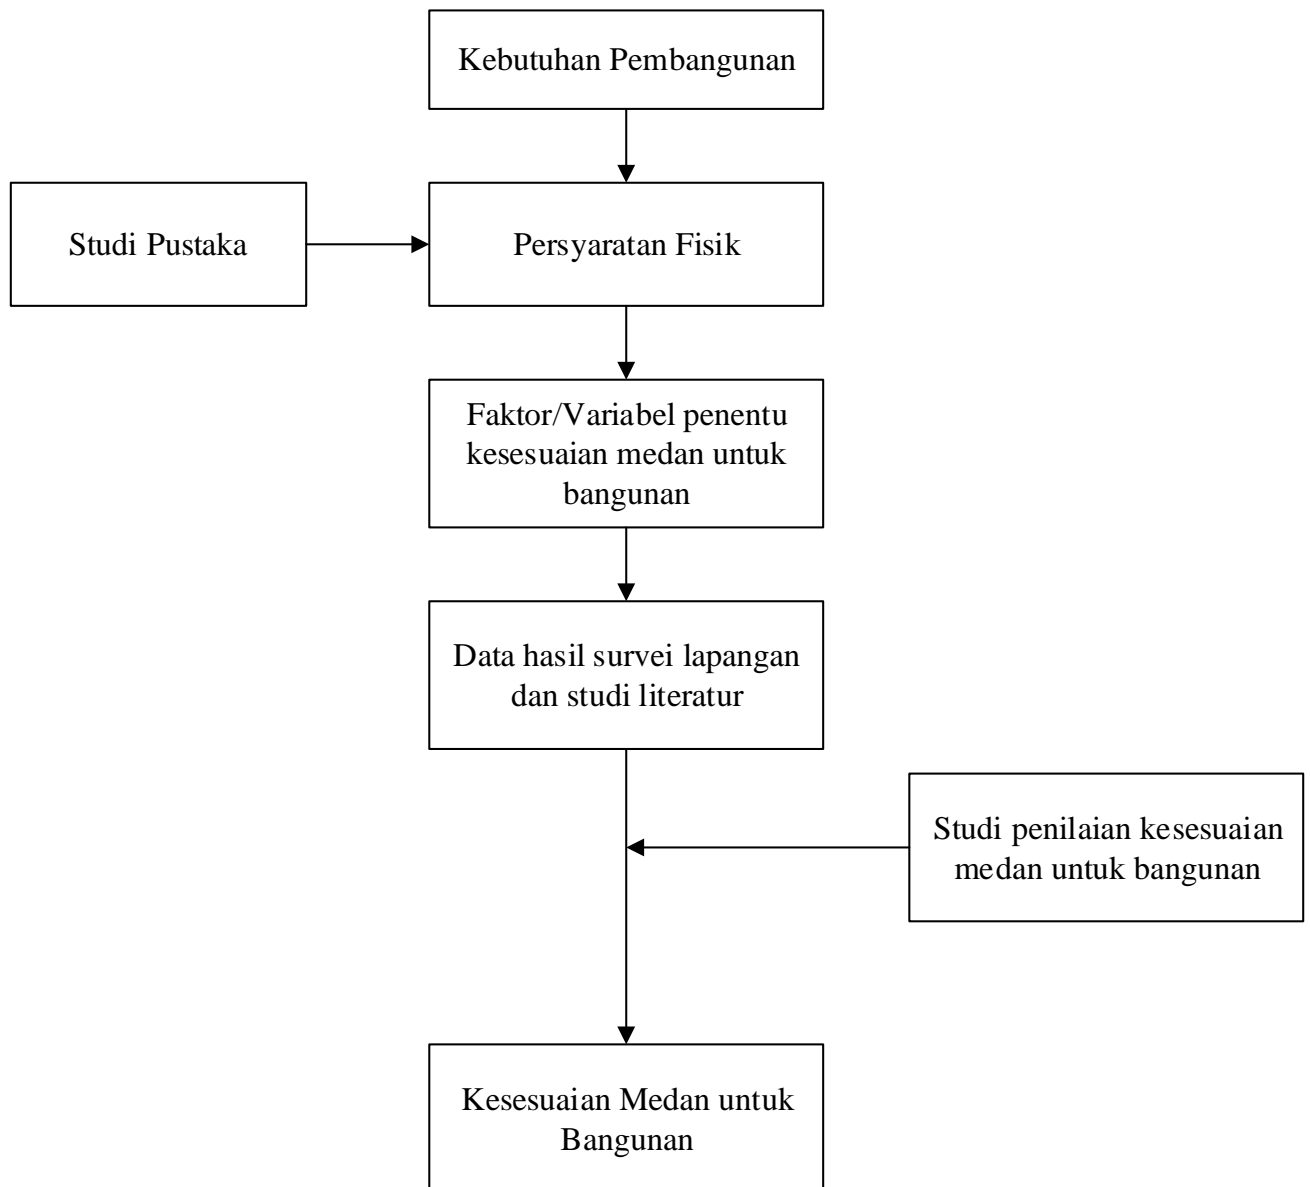 Kebutuhan Pembangunan
Studi Pustaka
Persyaratan Fisik
Faktor/Variabel penentu
kesesuaian medan untuk
bangunan
Data hasil survei lapangan
dan studi literatur
Studi penilaian kesesuaian
medan untuk bangunan
Kesesuaian Medan untuk
Bangunan